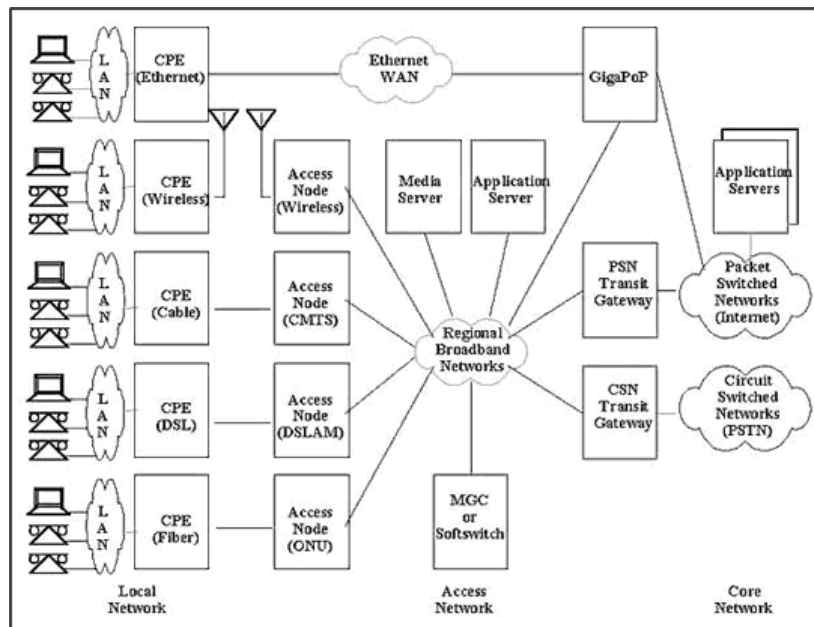 L
A
N
CPE
(Ethernet)
Ethernet
WAN
GigaPoP
L
A
N
CPE
(Wireless)
Access
Node
(Wireless)
Media
Server
Application
Server
Application
Servers
L
A
N
CPE
(Cable)
Access
Node
(CMTS)
Regional
Broadband
Networks
PSN
Transit
Gateway
Packet
Switched
Networks
(Internet)
L
A
N
CPE
(DSL)
Access
Node
(DSLAM)
CSN
Transit
Gateway
Circuit
Switched
Networks
(PSTN)
L
A
N
CPE
(Fiber)
Access
Node
(ONU)
MGC
or
Softswitch
Local
Network
Access
Network
Core
Network